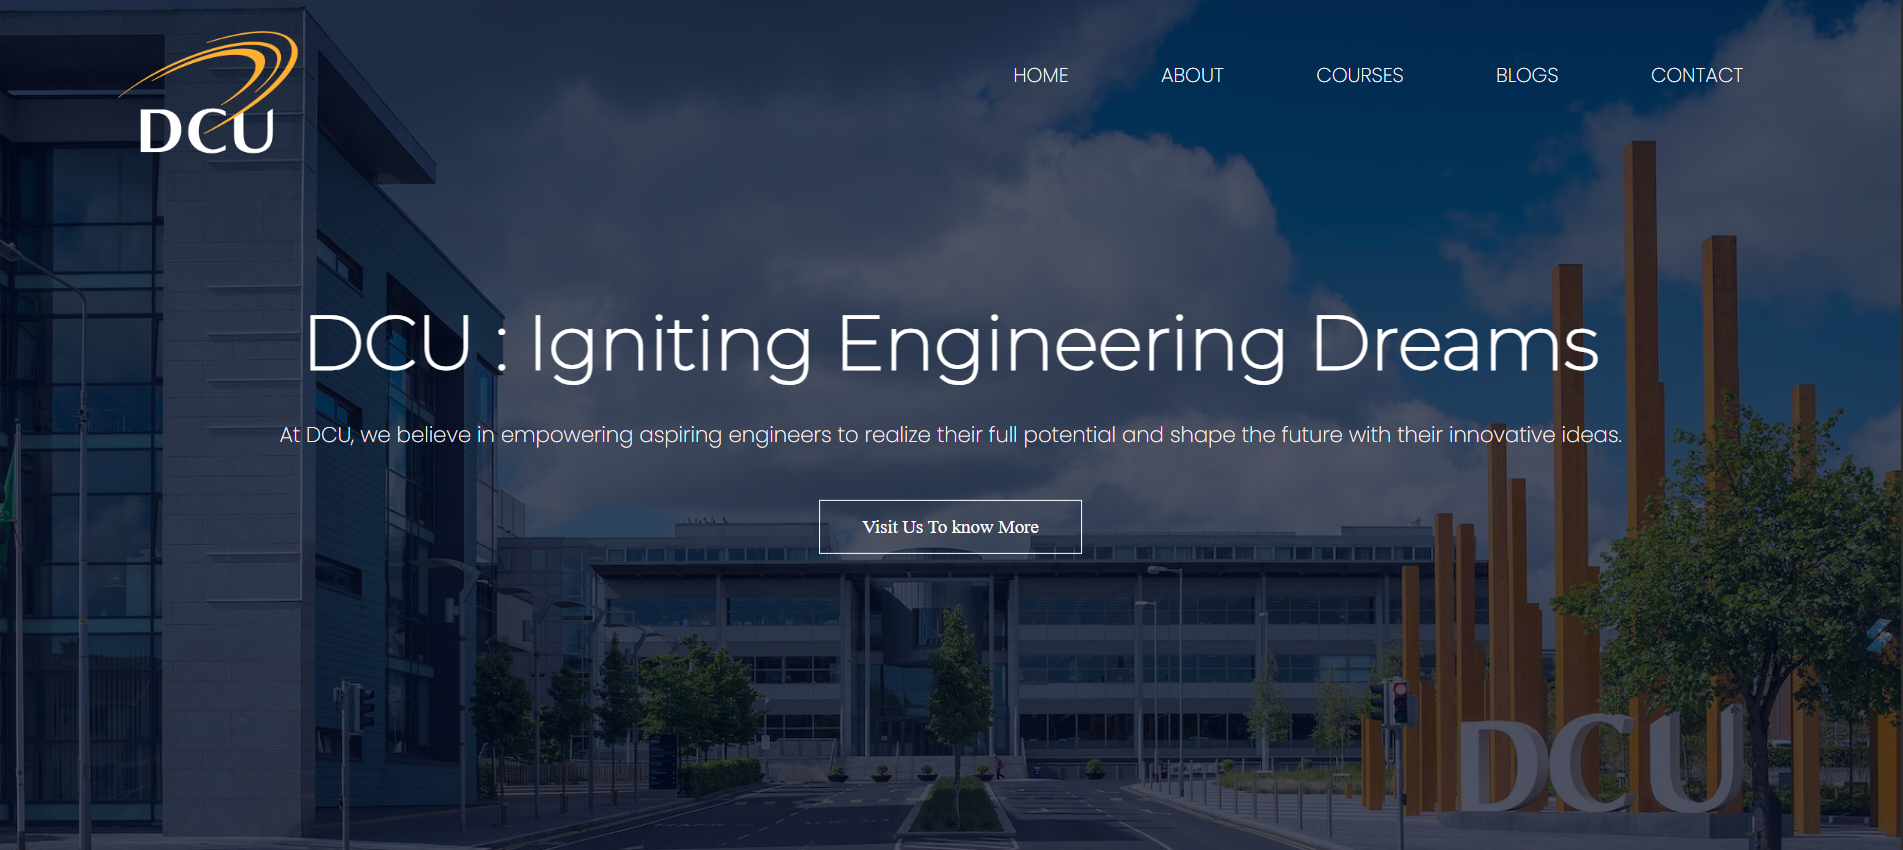 DCU
HOME ABOUT COURSES BLOGS CONTACT
DCU : Igniting Engineering Dreams
At DCU, we believe in empowering aspiring engineers to realize their full potential and shape the future with their innovative ideas.
Visit Us To know More
DCU